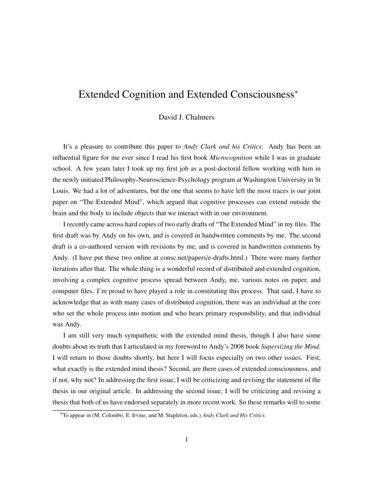 Extended Cognition and Extended Consciousness*
David J. Chalmers
It's a pleasure to contribute this paper to Andy Clark and his Critics. Andy has been an
influential figure for me ever since I read his first book Microcognition while I was in graduate
school. A few years later I took up my first job as a post-doctoral fellow working with him in
the newly initiated Philosophy-Neuroscience-Psychology program at Washington University in St
Louis. We had a lot of adventures, but the one that seems to have left the most traces is our joint
paper on "The Extended Mind", which argued that cognitive processes can extend outside the
brain and the body to include objects that we interact with in our environment.
I recently came across hard copies of two early drafts of "The Extended Mind" in my files. The
first draft was by Andy on his own, and is covered in handwritten comments by me. The second
draft is a co-authored version with revisions by me, and is covered in handwritten comments by
Andy. (I have put these two online at consc.net/papers/e-drafts.html.) There were many further
iterations after that. The whole thing is a wonderful record of distributed and extended cognition,
involving a complex cognitive process spread between Andy, me, various notes on paper, and
computer files. I'm proud to have played a role in constituting this process. That said, I have to
acknowledge that as with many cases of distributed cognition, there was an individual at the core
who set the whole process into motion and who bears primary responsbility, and that individual
was Andy.
I am still very much sympathetic with the extended mind thesis, though I also have some
doubts about its truth that I articulated in my foreword to Andy's 2008 book Supersizing the Mind.
I will return to those doubts shortly, but here I will focus especially on two other issues. First,
what exactly is the extended mind thesis? Second, are there cases of extended consciousness, and
if not, why not? In addressing the first issue, I will be criticizing and revising the statement of the
thesis in our original article. In addressing the second issue, I will be criticizing and revising a
thesis that both of us have endorsed separately in more recent work. So these remarks will to some
*To appear in (M. Colombo, E. Irvine, and M. Stapleton, eds.) Andy Clark and His Critics.
1